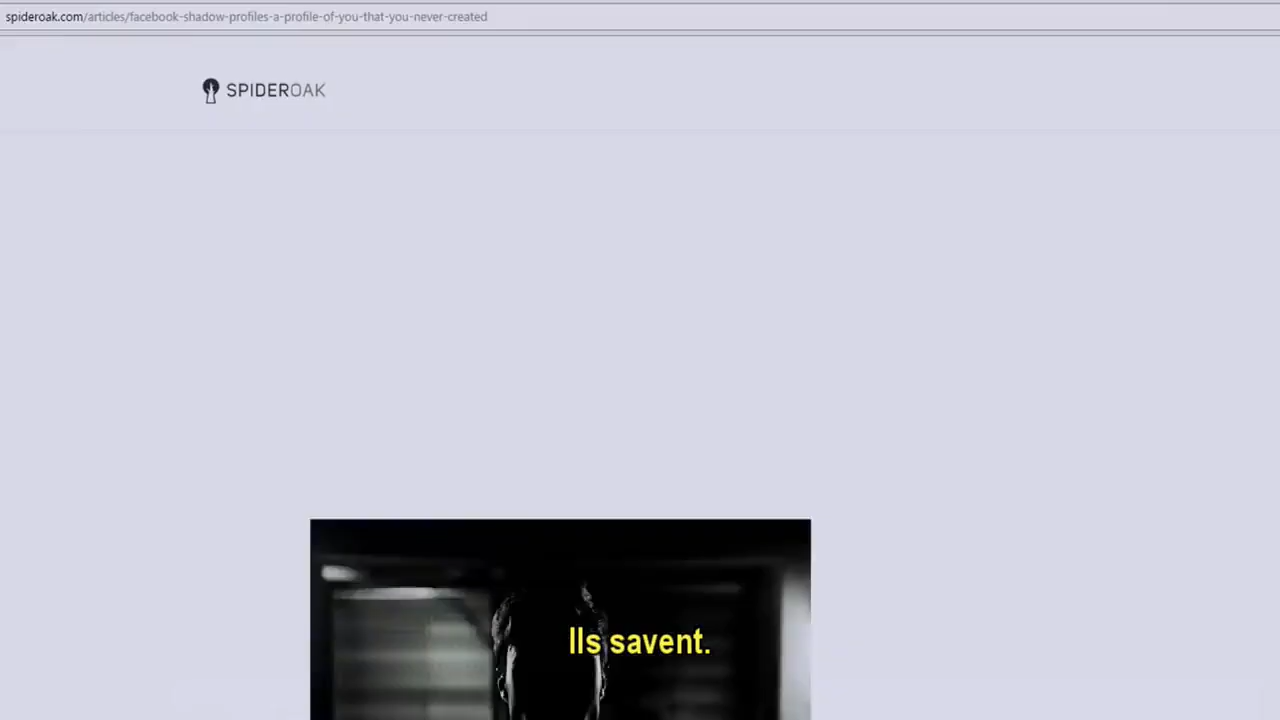 spideroak.com/articles/facebook-shadow-profiles-a-profile-of-you-that-you-never-created
SPIDEROAK
Ils savent.